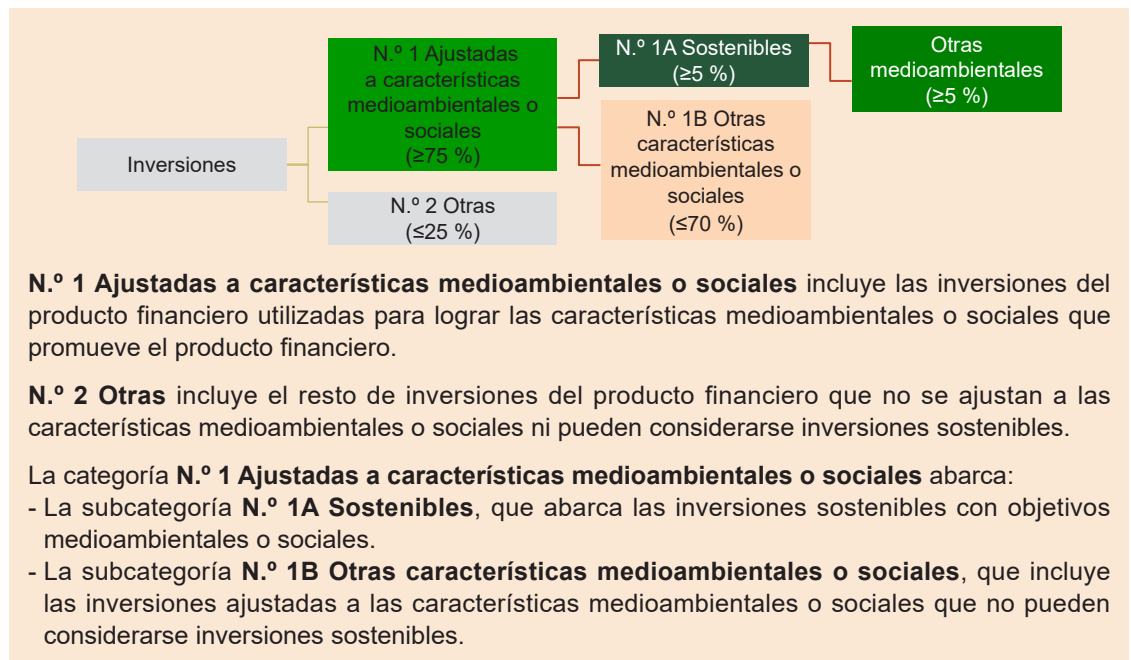 Inversiones
N.º 1 Ajustadas
a características
medioambientales o
sociales
(≥75 %)
N.º 2 Otras
(≤25 %)
N.º 1A Sostenibles
(≥5 %)
N.º 1B Otras
características
medioambientales o
sociales
(≤70 %)
Otras
medioambientales
(≥5 %)
N.º 1 Ajustadas a características medioambientales o sociales incluye las inversiones del
producto financiero utilizadas para lograr las características medioambientales o sociales que
promueve el producto financiero.
N.º 2 Otras incluye el resto de inversiones del producto financiero que no se ajustan a las
características medioambientales o sociales ni pueden considerarse inversiones sostenibles.
La categoría N.º 1 Ajustadas a características medioambientales o sociales abarca:
- La subcategoría N.º 1A Sostenibles, que abarca las inversiones sostenibles con objetivos
medioambientales o sociales.
- La subcategoría N.º 1B Otras características medioambientales o sociales, que incluye
las inversiones ajustadas a las características medioambientales o sociales que no pueden
considerarse inversiones sostenibles.